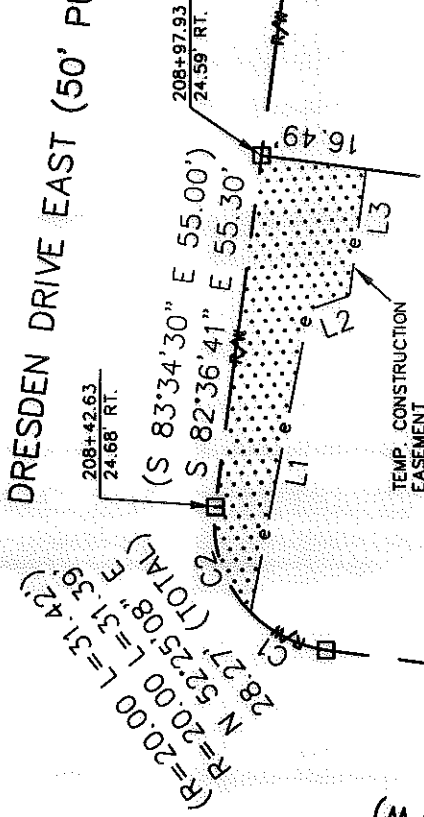 DRESDEN DRIVE EAST (50'
208+42.63
24.68' RT.
208+97.93
24.59' RT.
(S 83°34'30" E 55.00')
S 82°36'41" E 55.30'
R/W
R/W
16.49'
(R=20.00 L=31.42')
R=20.00 L=31.39'
N 52°25'08" E
28.27' (TOTAL)
C2
C1
R/W
e
L1
e
e
L2
e
L3
TEMP. CONSTRUCTION
EASEMENT